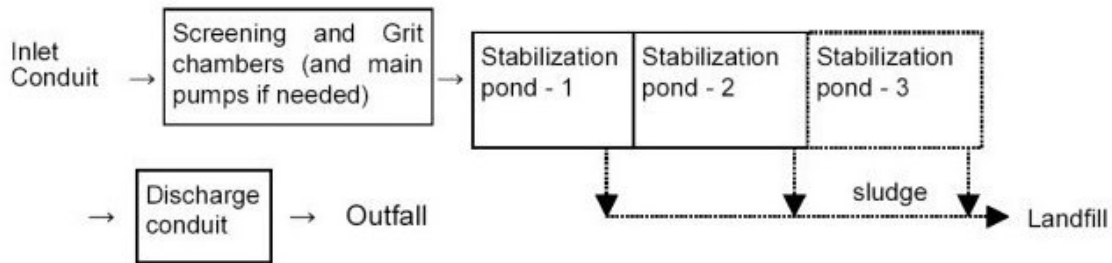 Inlet
Conduit
→
Screening and Grit
chambers (and main
pumps if needed)
→
Stabilization
pond - 1
Stabilization
pond - 2
Stabilization
pond - 3
sludge
Landfill
→
Discharge
conduit
→
Outfall